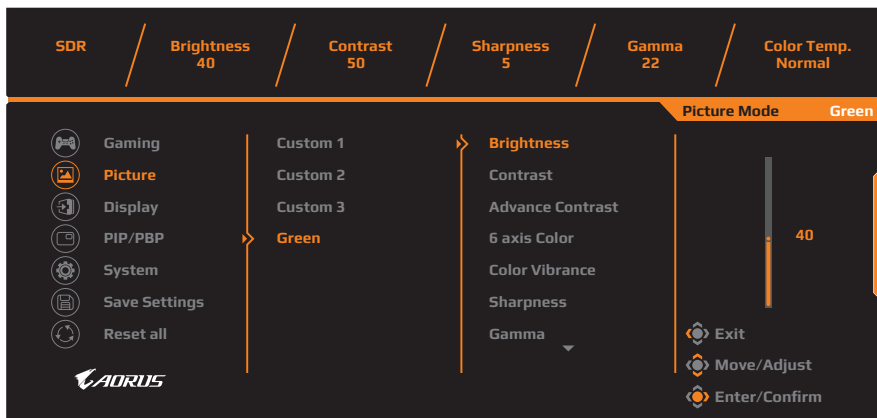 SDR
Brightness
40
Contrast
50
Sharpness
5
Gamma
22
Color Temp.
Normal
Picture Mode Green
Gaming
Picture
Display
PIP/PBP
System
Save Settings
Reset all
Custom 1
Custom 2
Custom 3
Green
Brightness
Contrast
Advance Contrast
6 axis Color
Color Vibrance
Sharpness
Gamma
40
Exit
Move/Adjust
Enter/Confirm
AORUS